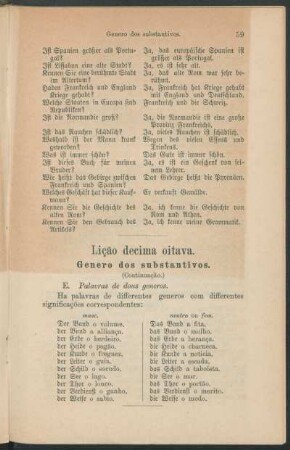 Genero dos substantivos. 59
Ist Spanien größer als Portugal?
Ja, das europäische Spanien ist größer als Portugal.
Ist Lissabon eine alte Stadt?
Ja, es ist sehr alt.
Kennen Sie eine berühmte Stadt im Altertum?
Ja, das alte Rom war sehr berühmt.
Haben Frankreich und England Kriege gehabt?
Ja, Frankreich hat Kriege gehabt mit England und Deutschland.
Welche Staaten in Europa sind Republiken?
Frankreich und die Schweiz.
Ist die Normandie groß?
Ja, die Normandie ist eine große Provinz Frankreichs.
Ist das Rauchen schädlich?
Ja, vieles Rauchen ist schädlich.
Weshalb ist der Mann krank geworden?
Wegen des vielen Essens und Trinkens.
Was ist immer schön?
Das Gute ist immer schön.
Ist dieses Buch für meinen Bruder?
Ja, es ist ein Geschenk von seinem Lehrer.
Wie heißt das Gebirge zwischen Frankreich und Spanien?
Das Gebirge heißt die Pyrenäen.
Welches Geschäft hat dieser Kaufmann?
Er verkauft Gemälde.
Kennen Sie die Geschichte des alten Rom?
Ja, ich kenne die Geschichte von Rom.
Kennen Sie den Gebrauch des Artikels?
Ja, ich kenne meine Grammatik.
Lição decima oitava.
Genero dos substantivos.
(Continuação.)
E. Palavras de dous generos.
Ha palavras de differentes generos com differentes
significações correspondentes:
masc.
Der Band o volume,
der Bund a alliança,
der Erbe o herdeiro,
der Heide o pagão,
der Kunde o freguez,
der Leiter o guia,
der Schild o escudo,
der See o lago,
der Thor o louco,
der Verdienst o ganho,
der Weise o sabio,
neutro ou fem.
Das Band a fita,
das Bund o molho,
das Erbe a herança,
die Heide a charneca,
die Kunde a noticia,
die Leiter a escada,
das Schild a taboleta,
die See o mar,
das Thor o portão,
das Verdienst o merito,
die Weise o modo.